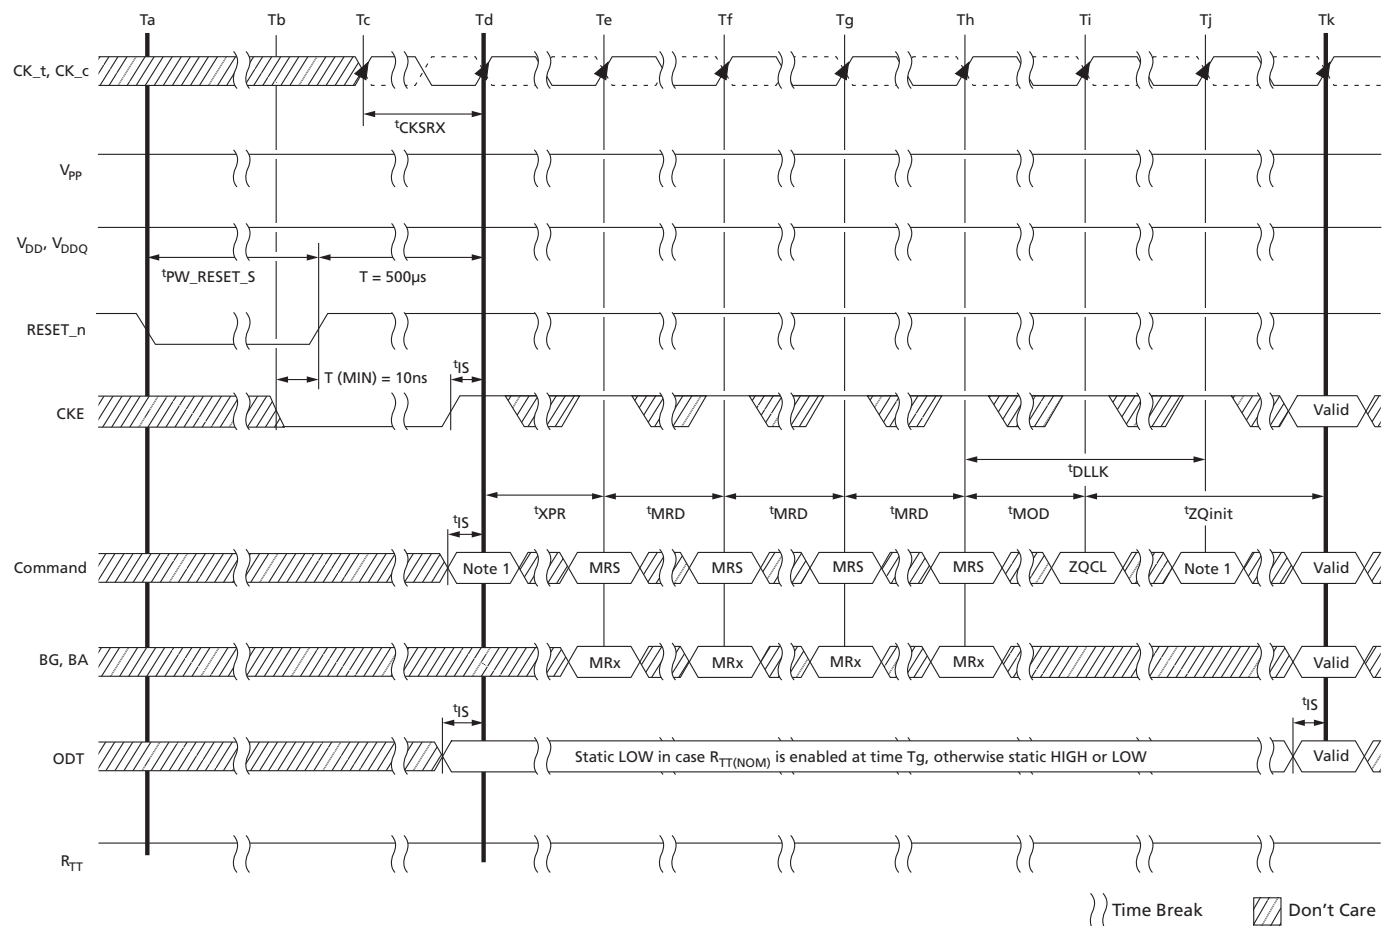 Ta Tb Tc Td Te Tf Tg Th Ti Tj Tk
CK_t, CK_c
tCKSRX
VPP
VDD, VDDQ
tPW_RESET_S T = 500µs
RESET_n
T (MIN) = 10ns tIS
CKE Valid
tDLLK
tXPR tMRD tMRD tMRD tMOD tZQinit
tIS
Command Note 1 MRS MRS MRS MRS ZQCL Note 1 Valid
BG, BA MRx MRx MRx MRx Valid
tIS tIS
ODT Static LOW in case RTT(NOM) is enabled at time Tg, otherwise static HIGH or LOW Valid
RTT
Time Break Don't Care